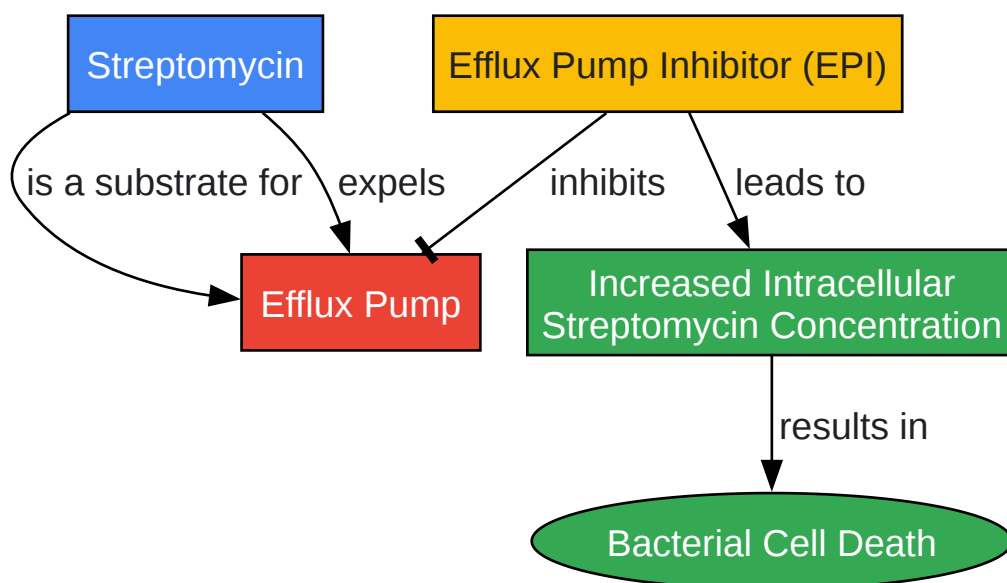 Streptomycin
Efflux Pump Inhibitor (EPI)
is a substrate for
expels
inhibits
leads to
Efflux Pump
Increased Intracellular
Streptomycin Concentration
results in
Bacterial Cell Death